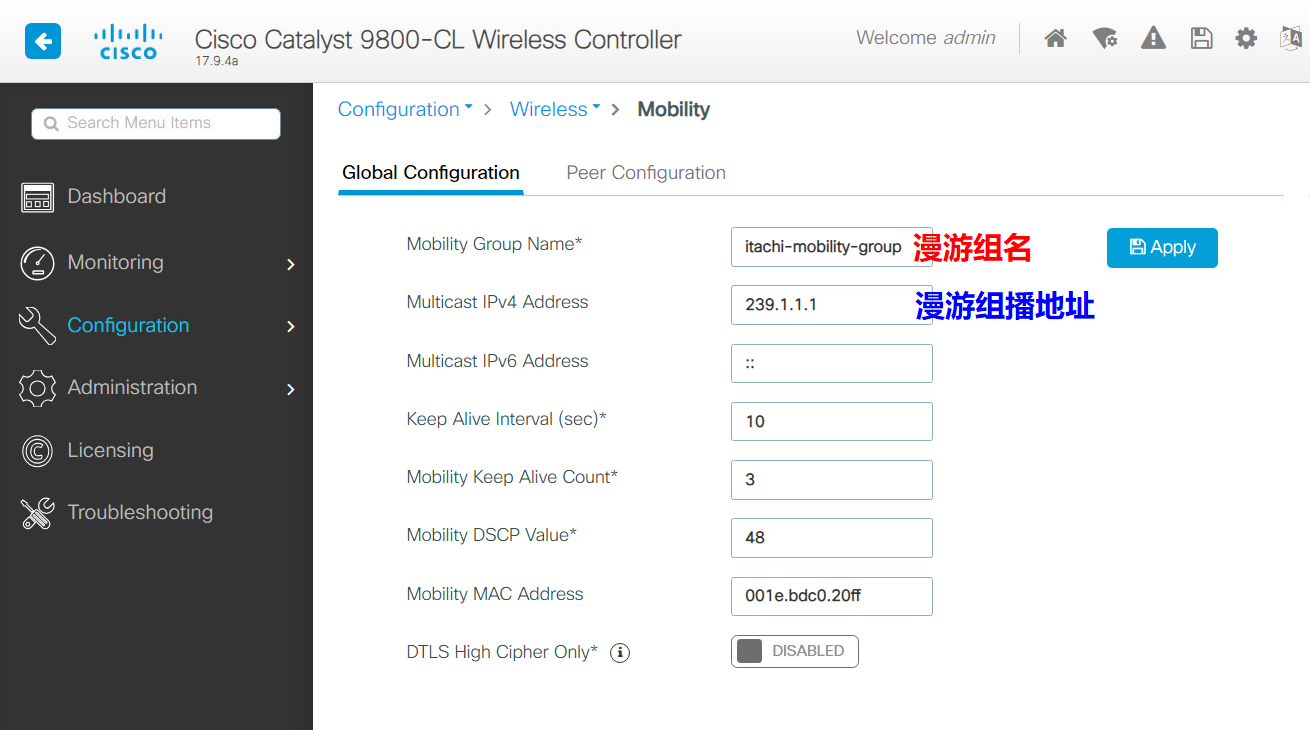 CISCO
Cisco Catalyst 9800-CL Wireless Controller
17.9.4a
Welcome admin
Search Menu Items
Dashboard
Monitoring
Configuration
Administration
Licensing
Troubleshooting
Configuration > Wireless > Mobility
Global Configuration Peer Configuration
Mobility Group Name* itachi-mobility-group 漫游组名 Apply
Multicast IPv4 Address 239.1.1.1 漫游组播地址
Multicast IPv6 Address ::
Keep Alive Interval (sec)* 10
Mobility Keep Alive Count* 3
Mobility DSCP Value* 48
Mobility MAC Address 001e.bdc0.20ff
DTLS High Cipher Only* DISABLED